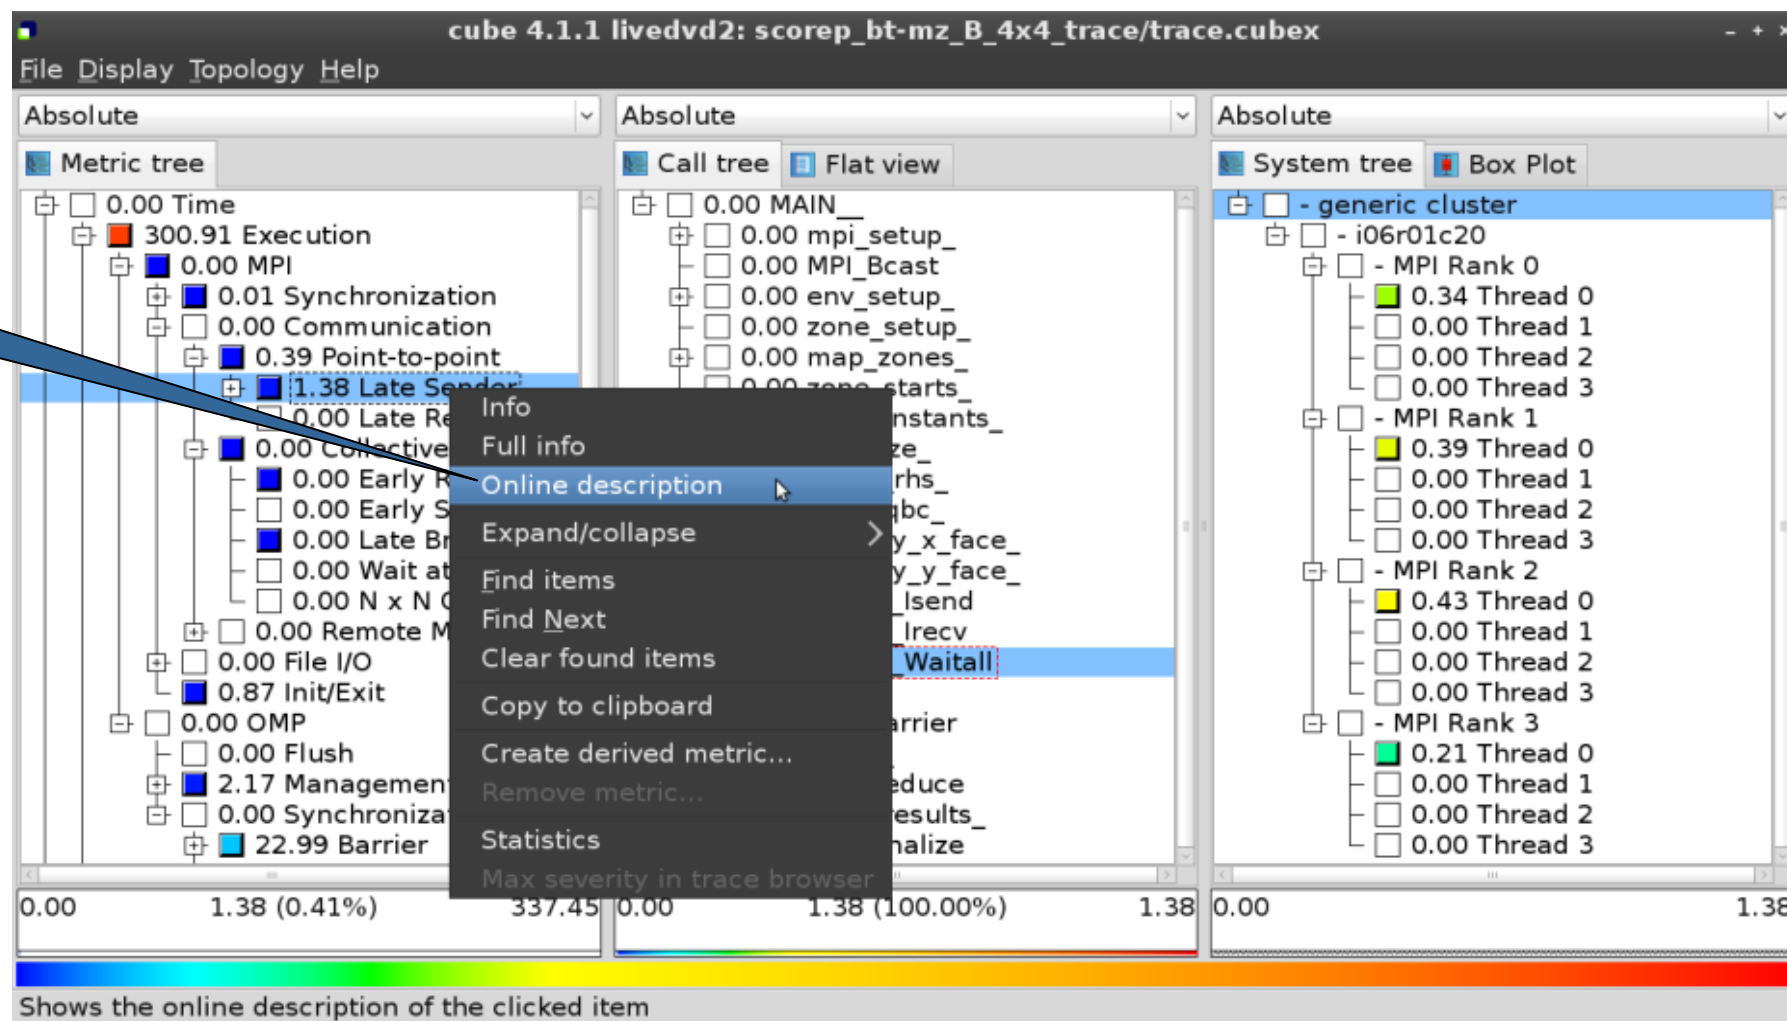 cube 4.1.1 livedvd2: scorep_bt-mz_B_4x4_trace/trace.cubex
File Display Topology Help
Absolute
Metric tree
0.00 Time
300.91 Execution
0.00 MPI
0.01 Synchronization
0.00 Communication
0.39 Point-to-point
1.38 Late Sender
0.00 Late Re
0.00 Collective
0.00 Early R
0.00 Early S
0.00 Late Br
0.00 Wait at
0.00 N x N C
0.00 Remote M
0.00 File I/O
0.87 Init/Exit
0.00 OMP
0.00 Flush
2.17 Managemen
0.00 Synchroniza
22.99 Barrier
0.00 1.38 (0.41%) 337.45
Info
Full info
Online description
Expand/collapse
Find items
Find Next
Clear found items
Copy to clipboard
Create derived metric...
Remove metric...
Statistics
Max severity in trace browser
Absolute
Call tree Flat view
0.00 MAIN__
0.00 mpi_setup_
0.00 MPI_Bcast
0.00 env_setup_
0.00 zone_setup_
0.00 map_zones_
0.00 zone_starts_
nstants_
ze_
rhs_
qbc_
y_x_face_
y_y_face_
_Isend
_Irecv
_Waitall
arrier
educe
esults_
nalize
0.00 1.38 (100.00%) 1.38
Absolute
System tree Box Plot
- generic cluster
- i06r01c20
- MPI Rank 0
0.34 Thread 0
0.00 Thread 1
0.00 Thread 2
0.00 Thread 3
- MPI Rank 1
0.39 Thread 0
0.00 Thread 1
0.00 Thread 2
0.00 Thread 3
- MPI Rank 2
0.43 Thread 0
0.00 Thread 1
0.00 Thread 2
0.00 Thread 3
- MPI Rank 3
0.21 Thread 0
0.00 Thread 1
0.00 Thread 2
0.00 Thread 3
0.00 1.38
Shows the online description of the clicked item